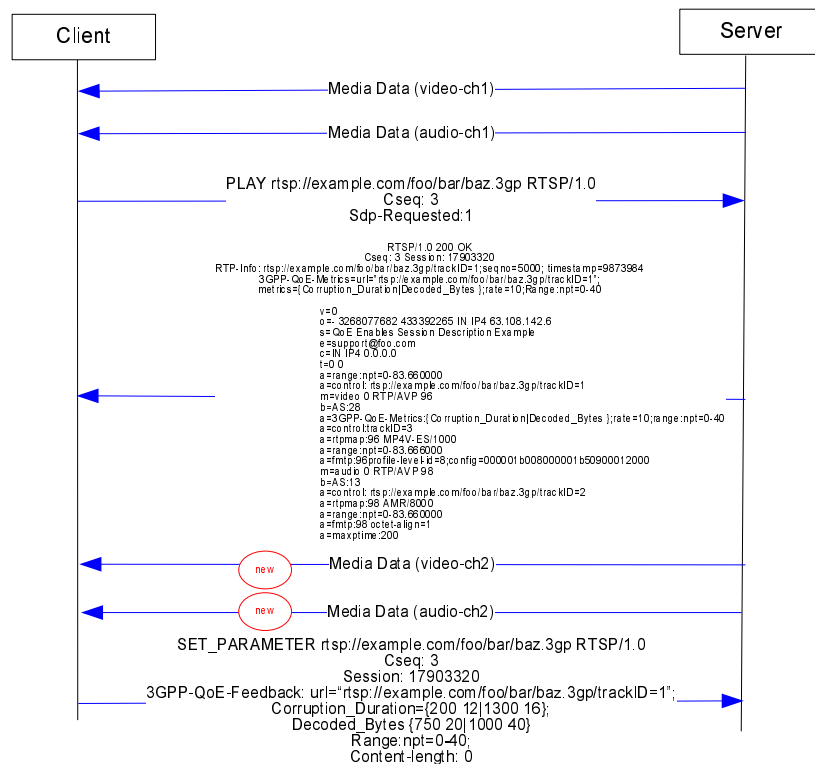 Client
Server
Media Data (video-ch1)
Media Data (audio-ch1)
PLAY rtsp://example.com/foo/bar/baz.3gp RTSP/1.0
Cseq: 3
Sdp-Requested:1
RTSP/1.0 200 OK
Cseq: 3 Session: 17903320
RTP-Info: rtsp://example.com/foo/bar/baz.3gp/trackID=1;seqno=5000; timestamp=9873984
3GPP-QoE-Metrics=url="rtsp://example.com/foo/bar/baz.3gp/trackID=1";
metrics={Corruption_Duration|Decoded_Bytes };rate=10;Range:npt=0-40
v=0
o=- 3268077682 433392265 IN IP4 63.108.142.6
s=QoE Enables Session Description Example
e=support@foo.com
c=IN IP4 0.0.0.0
t=0 0
a=range:npt=0-83.660000
a=control: rtsp://example.com/foo/bar/baz.3gp/trackID=1
m=video 0 RTP/AVP 96
b=AS:28
a=3GPP-QoE-Metrics:{Corruption_Duration|Decoded_Bytes };rate=10;range:npt=0-40
a=control:trackID=3
a=rtpmap:96 MP4V-ES/1000
a=range:npt=0-83.666000
a=fmtp:96profile-level-id=8;config=000001b008000001b50900012000
m=audio 0 RTP/AVP 98
b=AS:13
a=control: rtsp://example.com/foo/bar/baz.3gp/trackID=2
a=rtpmap:98 AMR/8000
a=range:npt=0-83.660000
a=fmtp:98 octet-align=1
a=maxptime:200
new
Media Data (video-ch2)
new
Media Data (audio-ch2)
SET_PARAMETER rtsp://example.com/foo/bar/baz.3gp RTSP/1.0
Cseq: 3
Session: 17903320
3GPP-QoE-Feedback: url="rtsp://example.com/foo/bar/baz.3gp/trackID=1";
Corruption_Duration={200 12|1300 16};
Decoded_Bytes {750 20|1000 40}
Range:npt=0-40;
Content-length: 0